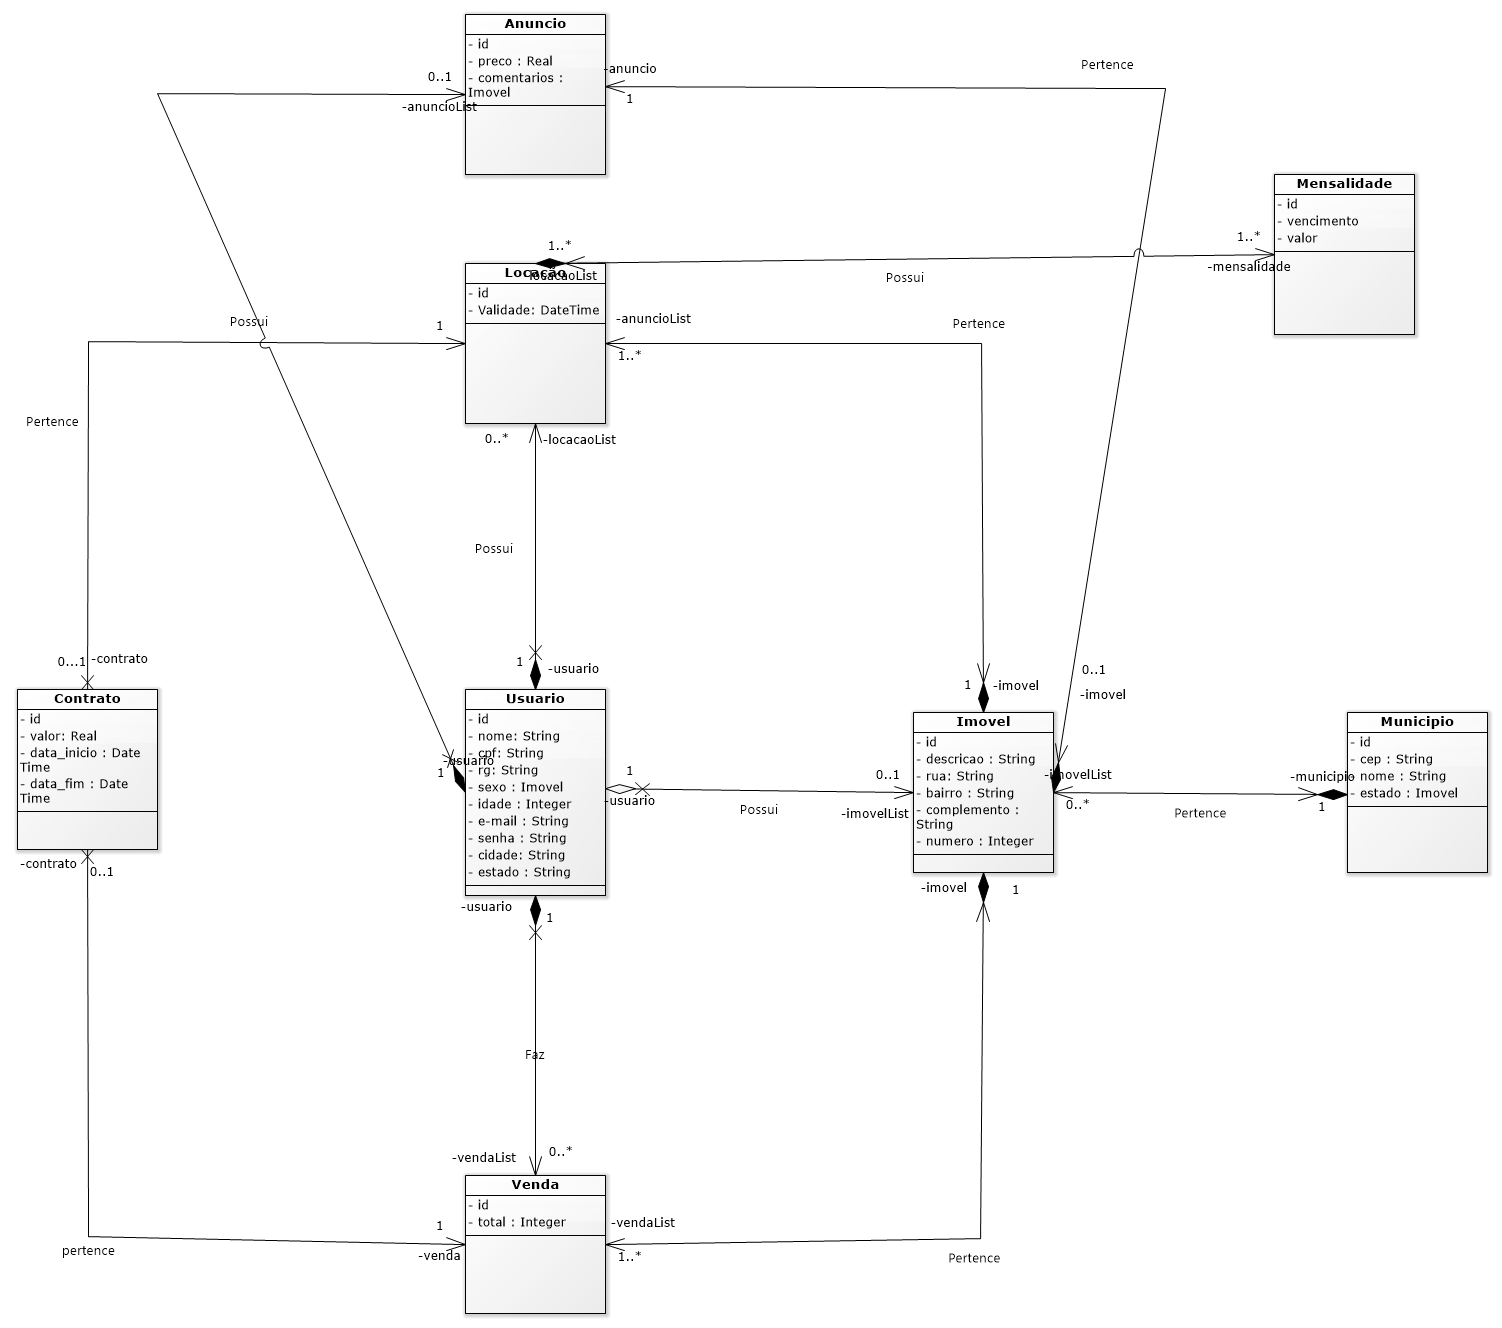 Anuncio
- id
- preco : Real
- comentarios :
Imovel
0..1
-anuncioList
-anuncio
1
Pertence
Mensalidade
- id
- vencimento
- valor
1..*
-mensalidade
1..*
Locacao
-locacaoList
- id
- Validade: DateTime
Possui
Possui
1
-anuncioList
1..*
Pertence
Pertence
0..*
-locacaoList
Possui
0...1
-contrato
1
-usuario
1
-imovel
0..1
-imovel
Contrato
- id
- valor: Real
- data_inicio : Date
Time
- data_fim : Date
Time
Usuario
- id
- nome: String
- cpf: String
- rg: String
- sexo : Imovel
- idade : Integer
- e-mail : String
- senha : String
- cidade: String
- estado : String
-usuario
1
1
-usuario
Possui
0..1
-imovelList
Imovel
- id
- descricao : String
- rua: String
- bairro : String
- complemento :
String
- numero : Integer
-imovelList
0..*
Pertence
-municipio
1
Municipio
- id
- cep : String
- nome : String
- estado : Imovel
-contrato
0..1
-usuario
1
-imovel
1
Faz
-vendaList
0..*
Venda
- id
- total : Integer
1
-venda
pertence
-vendaList
1..*
Pertence